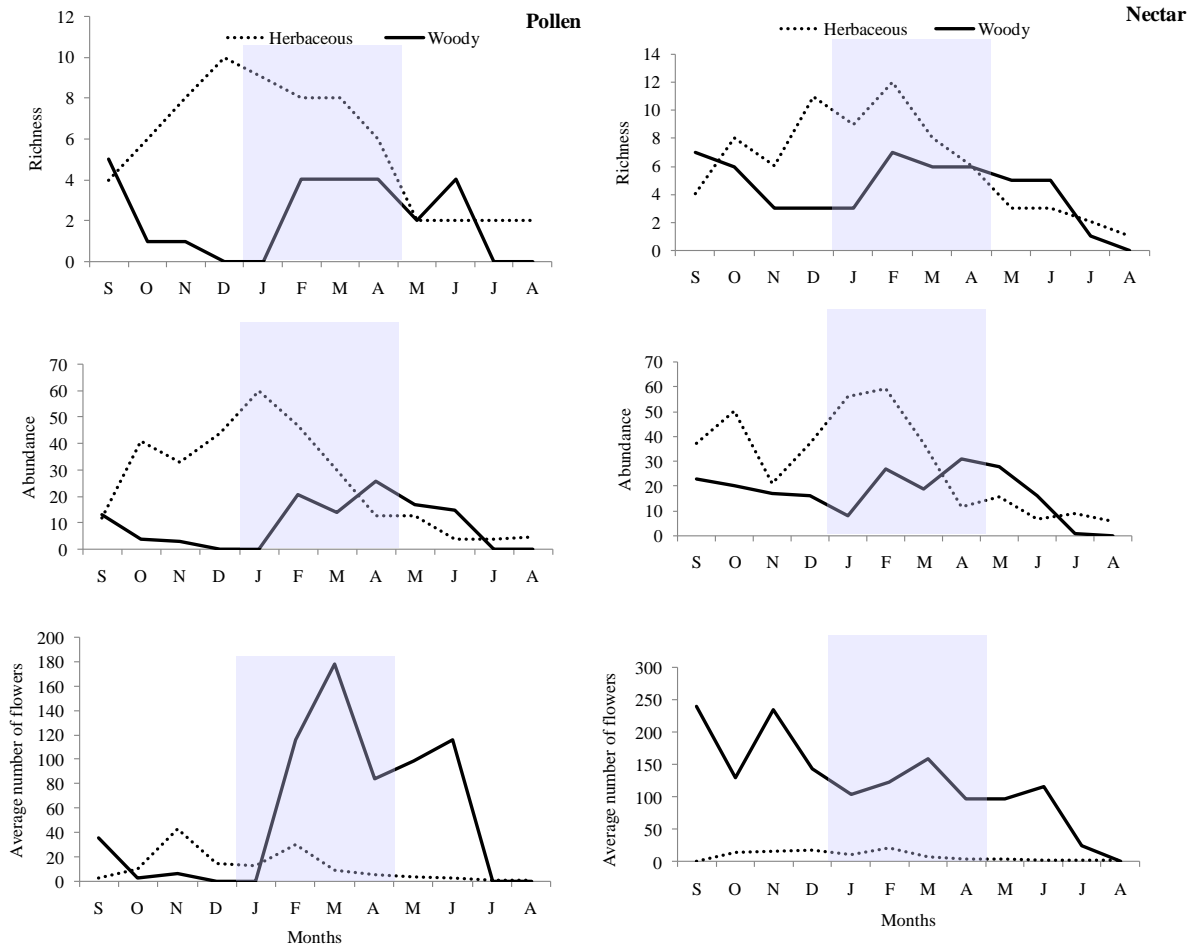 Pollen
Herbaceous Woody
Richness
12
10
8
6
4
2
0
S O N D J F M A M J J A
Nectar
Herbaceous Woody
Richness
14
12
10
8
6
4
2
0
S O N D J F M A M J J A
Abundance
70
60
50
40
30
20
10
0
S O N D J F M A M J J A
Abundance
70
60
50
40
30
20
10
0
S O N D J F M A M J J A
Average number of flowers
200
180
160
140
120
100
80
60
40
20
0
S O N D J F M A M J J A
Months
Average number of flowers
300
250
200
150
100
50
0
S O N D J F M A M J J A
Months